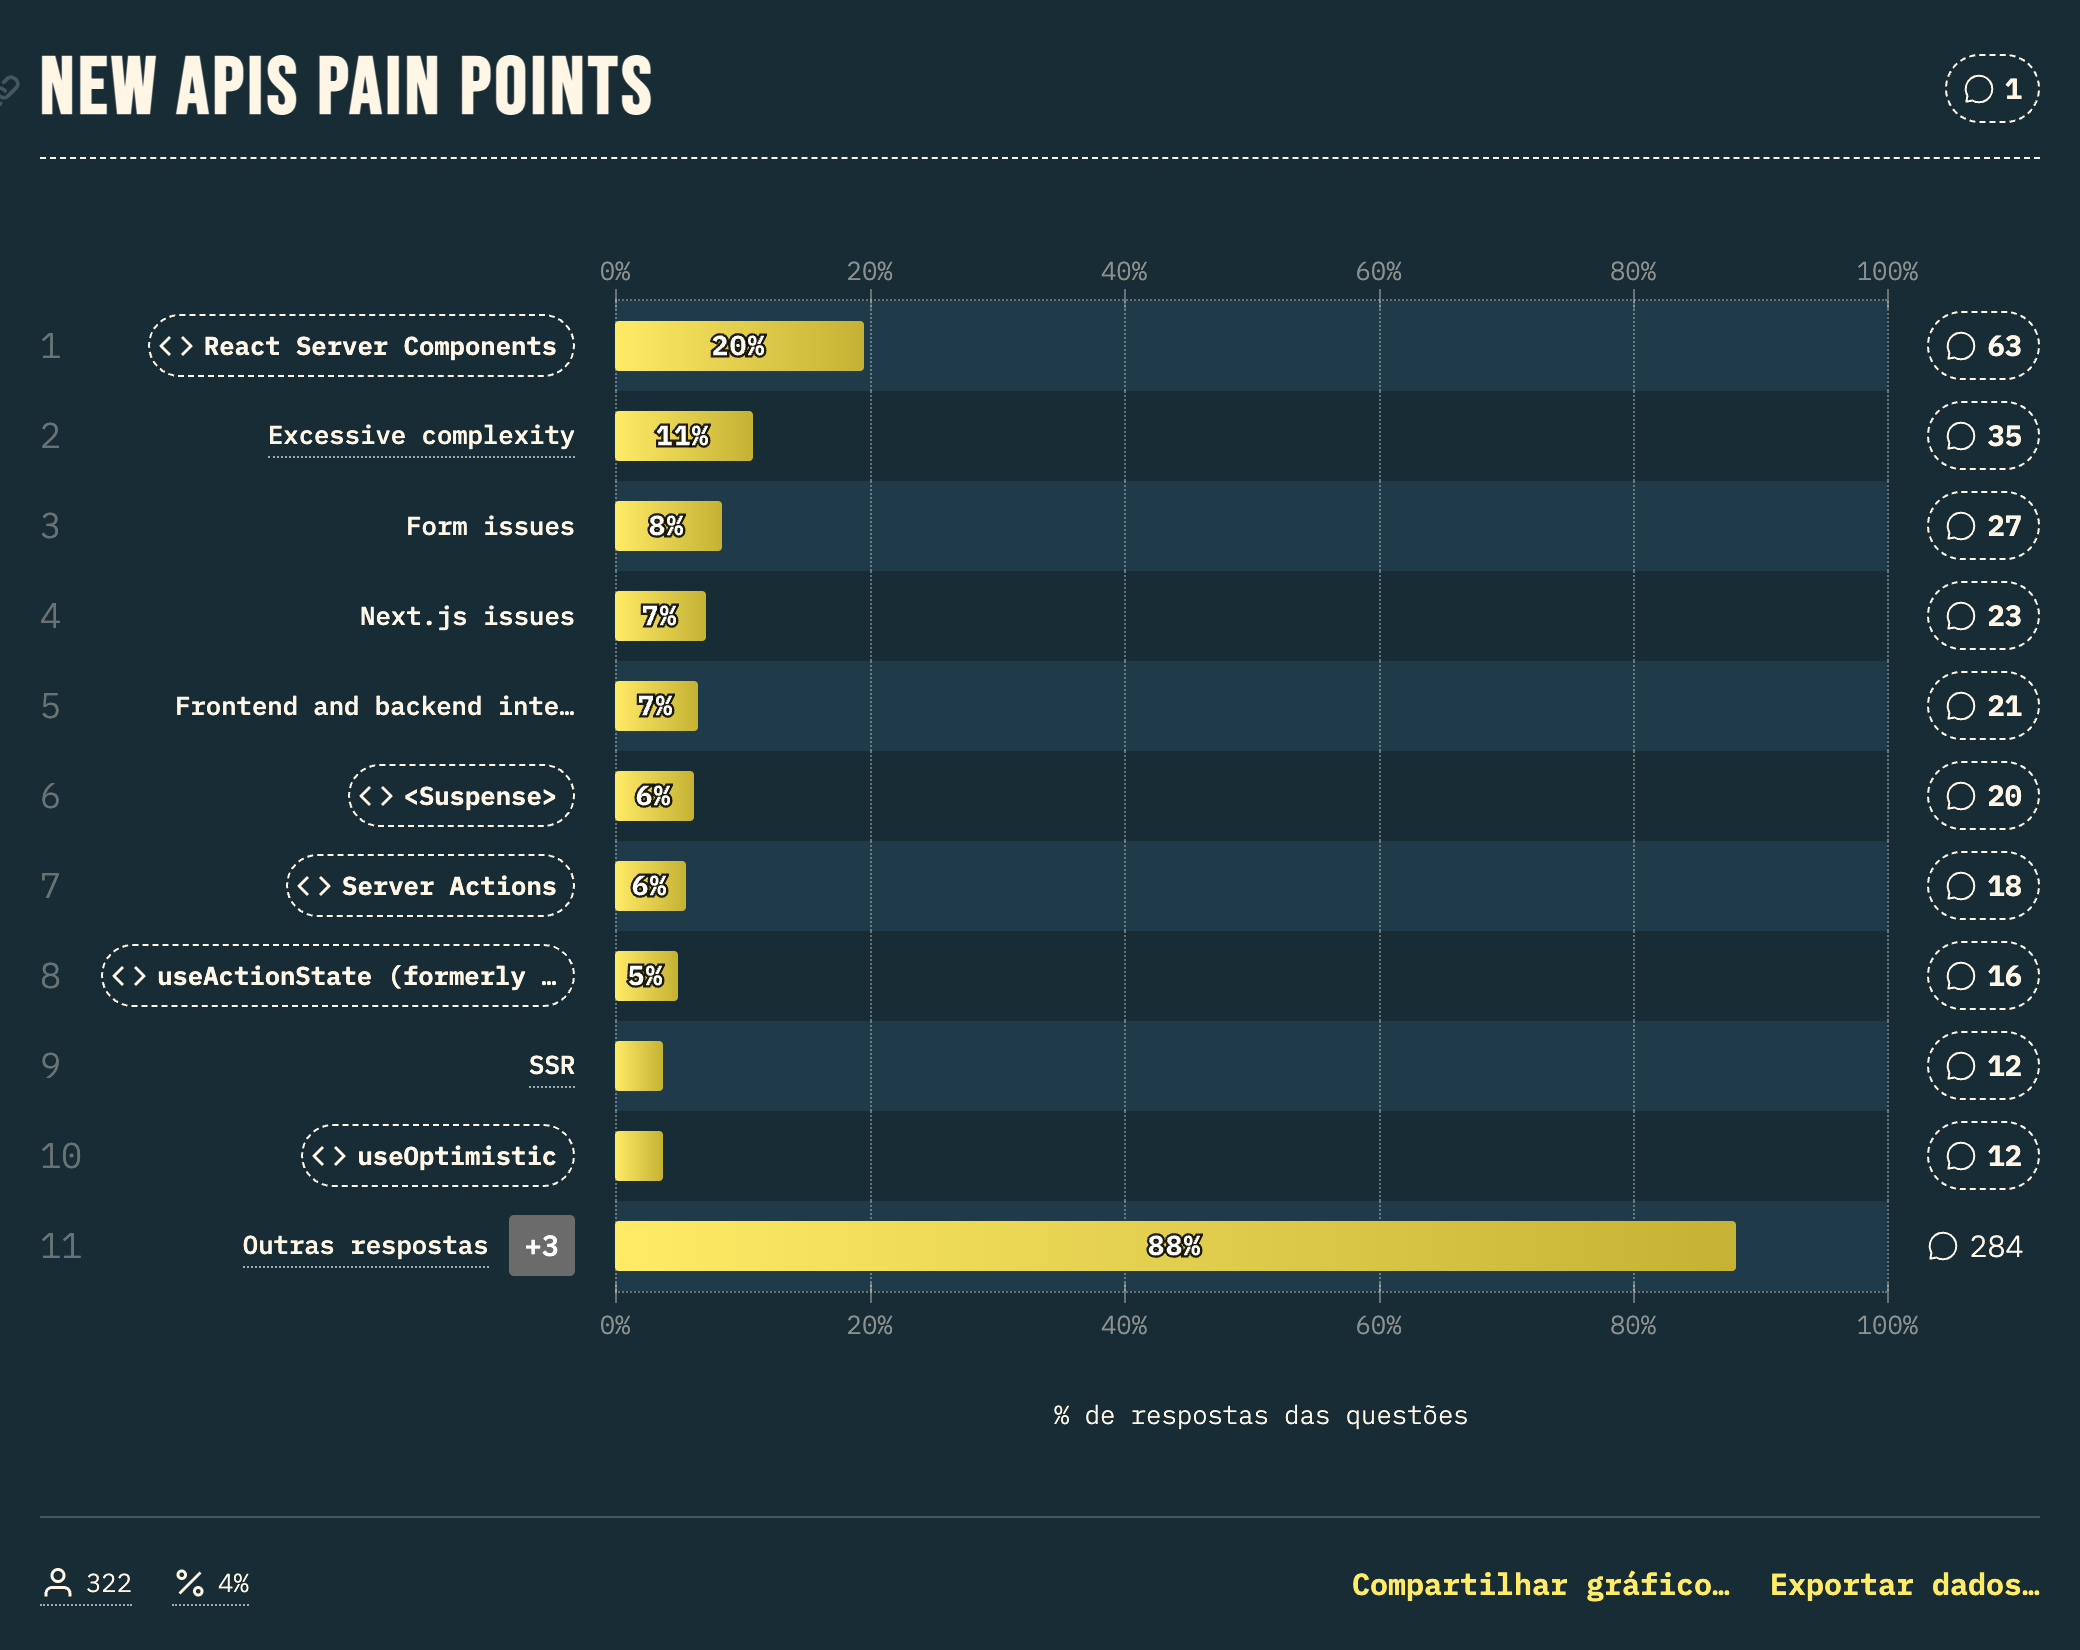 NEW APIS PAIN POINTS
1
0% 20% 40% 60% 80% 100%
1 <> React Server Components 20% 63
2 Excessive complexity 11% 35
3 Form issues 8% 27
4 Next.js issues 7% 23
5 Frontend and backend inte… 7% 21
6 <> <Suspense> 6% 20
7 <> Server Actions 6% 18
8 <> useActionState (formerly … 5% 16
9 SSR 12
10 <> useOptimistic 12
11 Outras respostas +3 88% 284
0% 20% 40% 60% 80% 100%
% de respostas das questões
322 % 4% Compartilhar gráfico… Exportar dados…